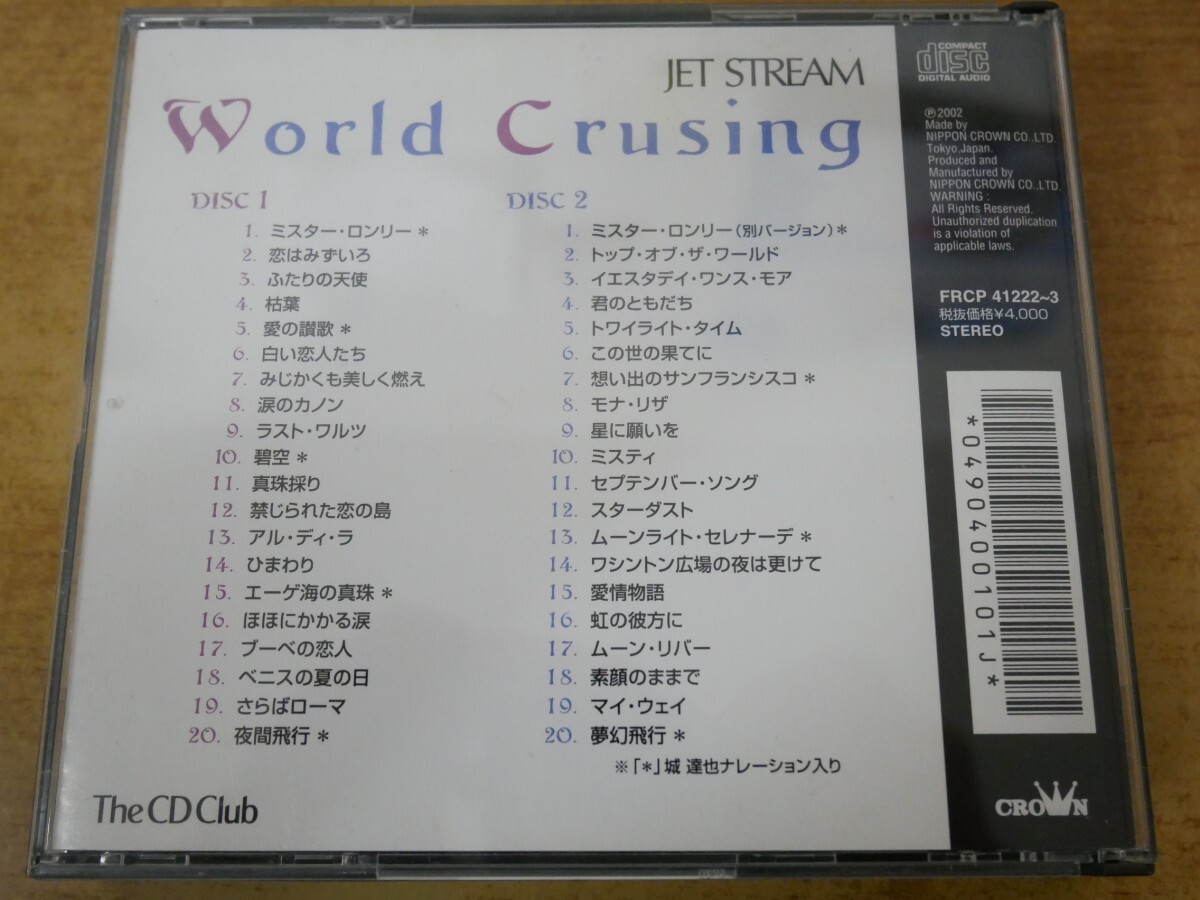 JET STREAM
World Crusing
DISC 1
1. ミスター・ロンリー *
2. 恋はみずいろ
3. ふたりの天使
4. 枯葉
5. 愛の讃歌 *
6. 白い恋人たち
7. みじかくも美しく燃え
8. 涙のカノン
9. ラスト・ワルツ
10. 碧空 *
11. 真珠採り
12. 禁じられた恋の島
13. アル・ディ・ラ
14. ひまわり
15. エーゲ海の真珠 *
16. ほほにかかる涙
17. ブーベの恋人
18. ベニスの夏の日
19. さらばローマ
20. 夜間飛行 *
DISC 2
1. ミスター・ロンリー(別バージョン) *
2. トップ・オブ・ザ・ワールド
3. イエスタデイ・ワンス・モア
4. 君のともだち
5. トワイライト・タイム
6. この世の果てに
7. 想い出のサンフランシスコ *
8. モナ・リザ
9. 星に願いを
10. ミスティ
11. セプテンバー・ソング
12. スターダスト
13. ムーンライト・セレナーデ *
14. ワシントン広場の夜は更けて
15. 愛情物語
16. 虹の彼方に
17. ムーン・リバー
18. 素顔のままで
19. マイ・ウェイ
20. 夢幻飛行 *
※「*」城 達也ナレーション入り
The CD Club
COMPACT
disc
DIGITAL AUDIO
℗2002
Made by
NIPPON CROWN CO.,LTD.
Tokyo,Japan.
Produced and
Manufactured by
NIPPON CROWN CO.,LTD.
WARNING :
All Rights Reserved.
Unauthorized duplication
is a violation of
applicable laws.
FRCP 41222~3
税抜価格¥4,000
STEREO
*0490400101J*
CROWN